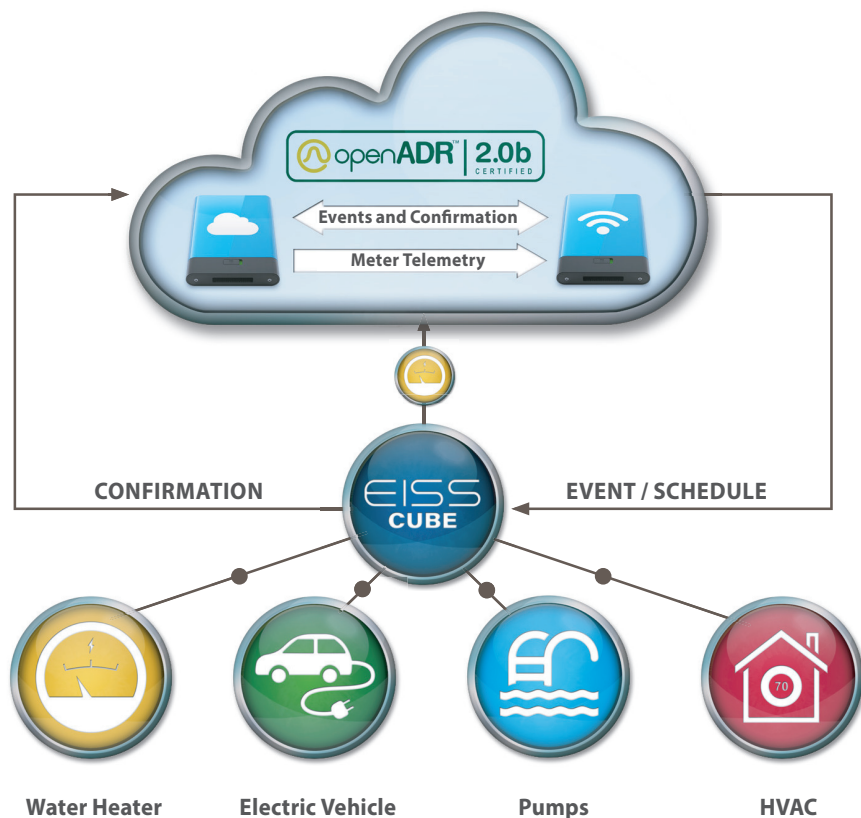 openADR™ 2.0b
CERTIFIED
Events and Confirmation
Meter Telemetry
CONFIRMATION
EVENT / SCHEDULE
EISS
CUBE
70
Water Heater
Electric Vehicle
Pumps
HVAC